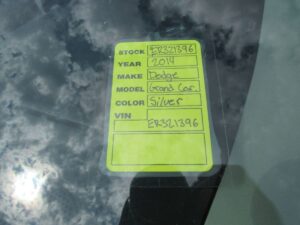 STOCK ER321396
YEAR 2014
MAKE Dodge
MODEL Grand Car.
COLOR Silver
VIN
ER321396